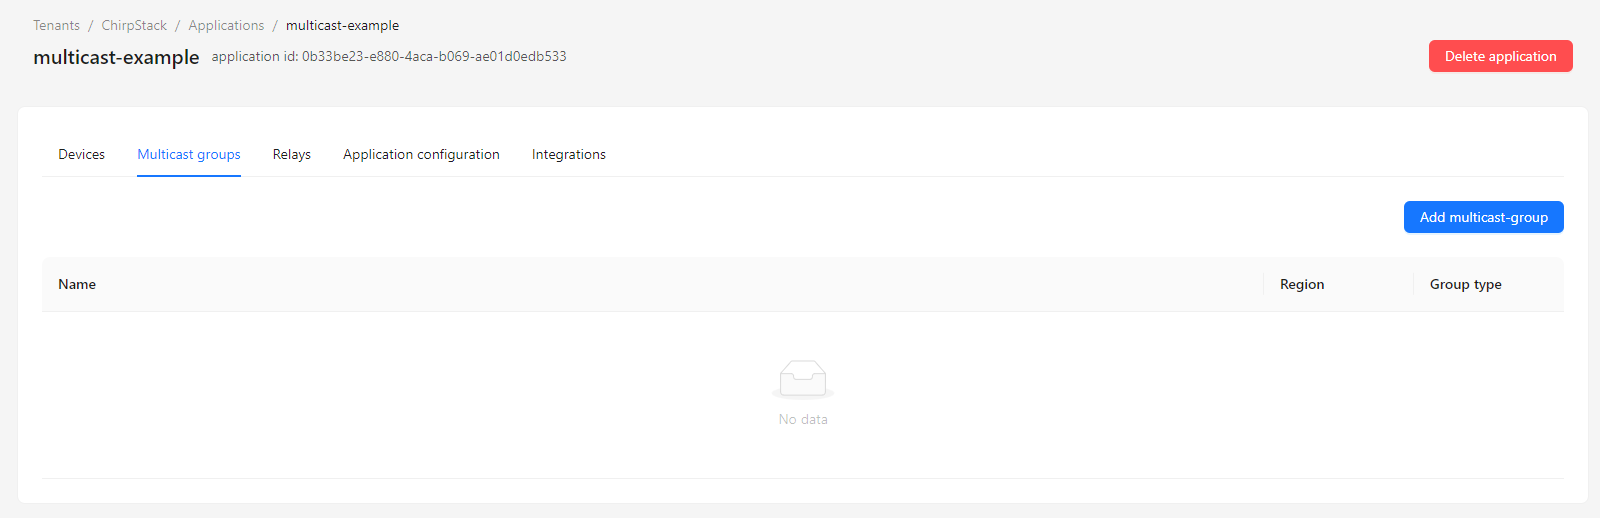 Tenants / ChirpStack / Applications / multicast-example
multicast-example application id: 0b33be23-e880-4aca-b069-ae01d0edb533
Delete application
Devices Multicast groups Relays Application configuration Integrations
Add multicast-group
Name Region Group type
No data